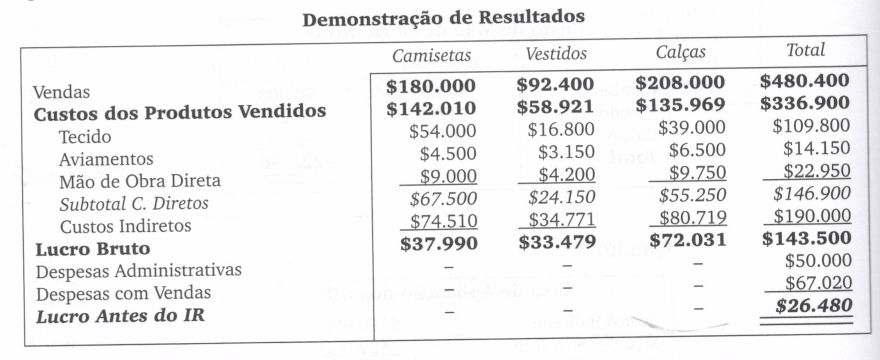 Demonstração de Resultados
Camisetas Vestidos Calças Total
Vendas $180.000 $92.400 $208.000 $480.400
Custos dos Produtos Vendidos $142.010 $58.921 $135.969 $336.900
Tecido $54.000 $16.800 $39.000 $109.800
Aviamentos $4.500 $3.150 $6.500 $14.150
Mão de Obra Direta $9.000 $4.200 $9.750 $22.950
Subtotal C. Diretos $67.500 $24.150 $55.250 $146.900
Custos Indiretos $74.510 $34.771 $80.719 $190.000
Lucro Bruto $37.990 $33.479 $72.031 $143.500
Despesas Administrativas – – – $50.000
Despesas com Vendas – – – $67.020
Lucro Antes do IR – – – $26.480